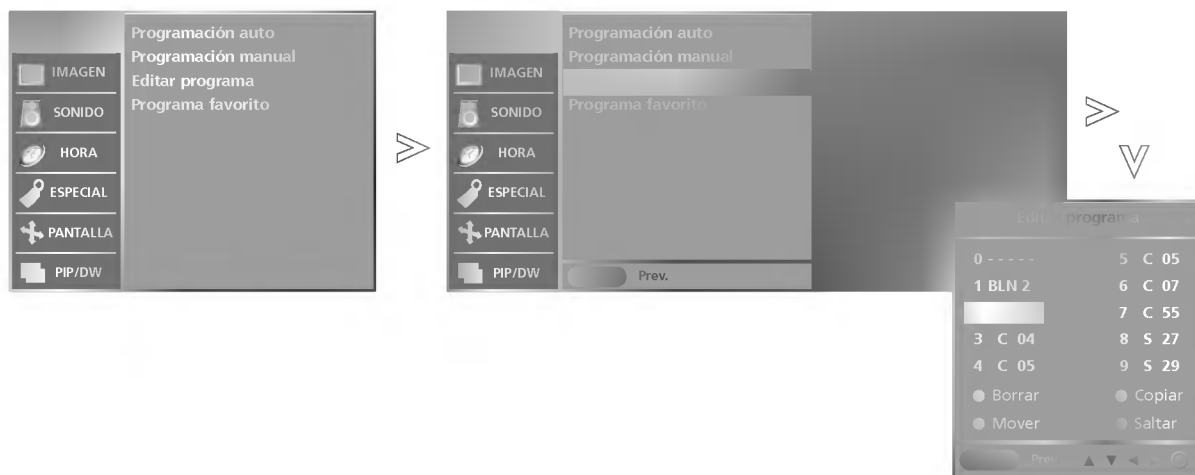 Programación auto
Programación manual
Editar programa
Programa favorito
IMAGEN
SONIDO
HORA
ESPECIAL
PANTALLA
PIP/DW
Programación auto
Programación manual
Programa favorito
IMAGEN
SONIDO
HORA
ESPECIAL
PANTALLA
PIP/DW
Prev.
Editar programa
0 - - - - -
1 BLN 2
3 C 04
4 C 05
5 C 05
6 C 07
7 C 55
8 S 27
9 S 29
Borrar
Copiar
Mover
Saltar
Prev.